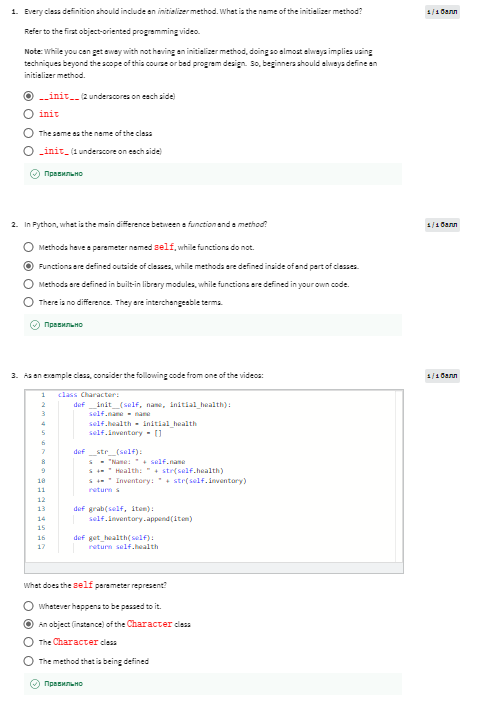 1. Every class definition should include an initializer method. What is the name of the initializer method?
1 / 1 балл
Refer to the first object-oriented programming video.
Note: While you can get away with not having an initializer method, doing so almost always implies using
techniques beyond the scope of this course or bad program design. So, beginners should always define an
initializer method.
__init__ (2 underscores on each side)
init
The same as the name of the class
_init_ (1 underscore on each side)
Правильно
2. In Python, what is the main difference between a function and a method?
1 / 1 балл
Methods have a parameter named self, while functions do not.
Functions are defined outside of classes, while methods are defined inside of and part of classes.
Methods are defined in built-in library modules, while functions are defined in your own code.
There is no difference. They are interchangeable terms.
Правильно
3. As an example class, consider the following code from one of the videos:
1 / 1 балл
1 class Character:
2 def __init__(self, name, initial_health):
3 self.name = name
4 self.health = initial_health
5 self.inventory = []
6
7 def __str__(self):
8 s = "Name: " + self.name
9 s += " Health: " + str(self.health)
10 s += " Inventory: " + str(self.inventory)
11 return s
12
13 def grab(self, item):
14 self.inventory.append(item)
15
16 def get_health(self):
17 return self.health
What does the self parameter represent?
Whatever happens to be passed to it.
An object (instance) of the Character class
The Character class
The method that is being defined
Правильно